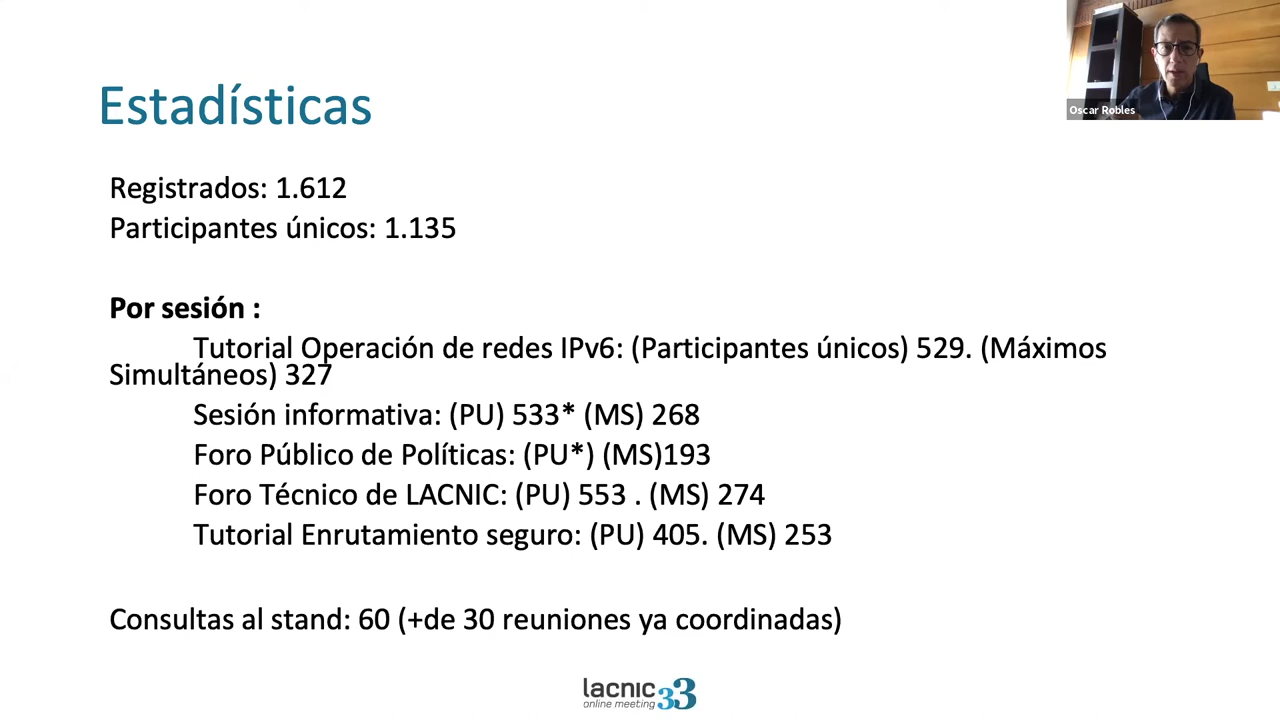 Oscar Robles
Estadísticas
Registrados: 1.612
Participantes únicos: 1.135
Por sesión :
Tutorial Operación de redes IPv6: (Participantes únicos) 529. (Máximos
Simultáneos) 327
Sesión informativa: (PU) 533* (MS) 268
Foro Público de Políticas: (PU*) (MS)193
Foro Técnico de LACNIC: (PU) 553 . (MS) 274
Tutorial Enrutamiento seguro: (PU) 405. (MS) 253
Consultas al stand: 60 (+de 30 reuniones ya coordinadas)
lacnic 33
online meeting